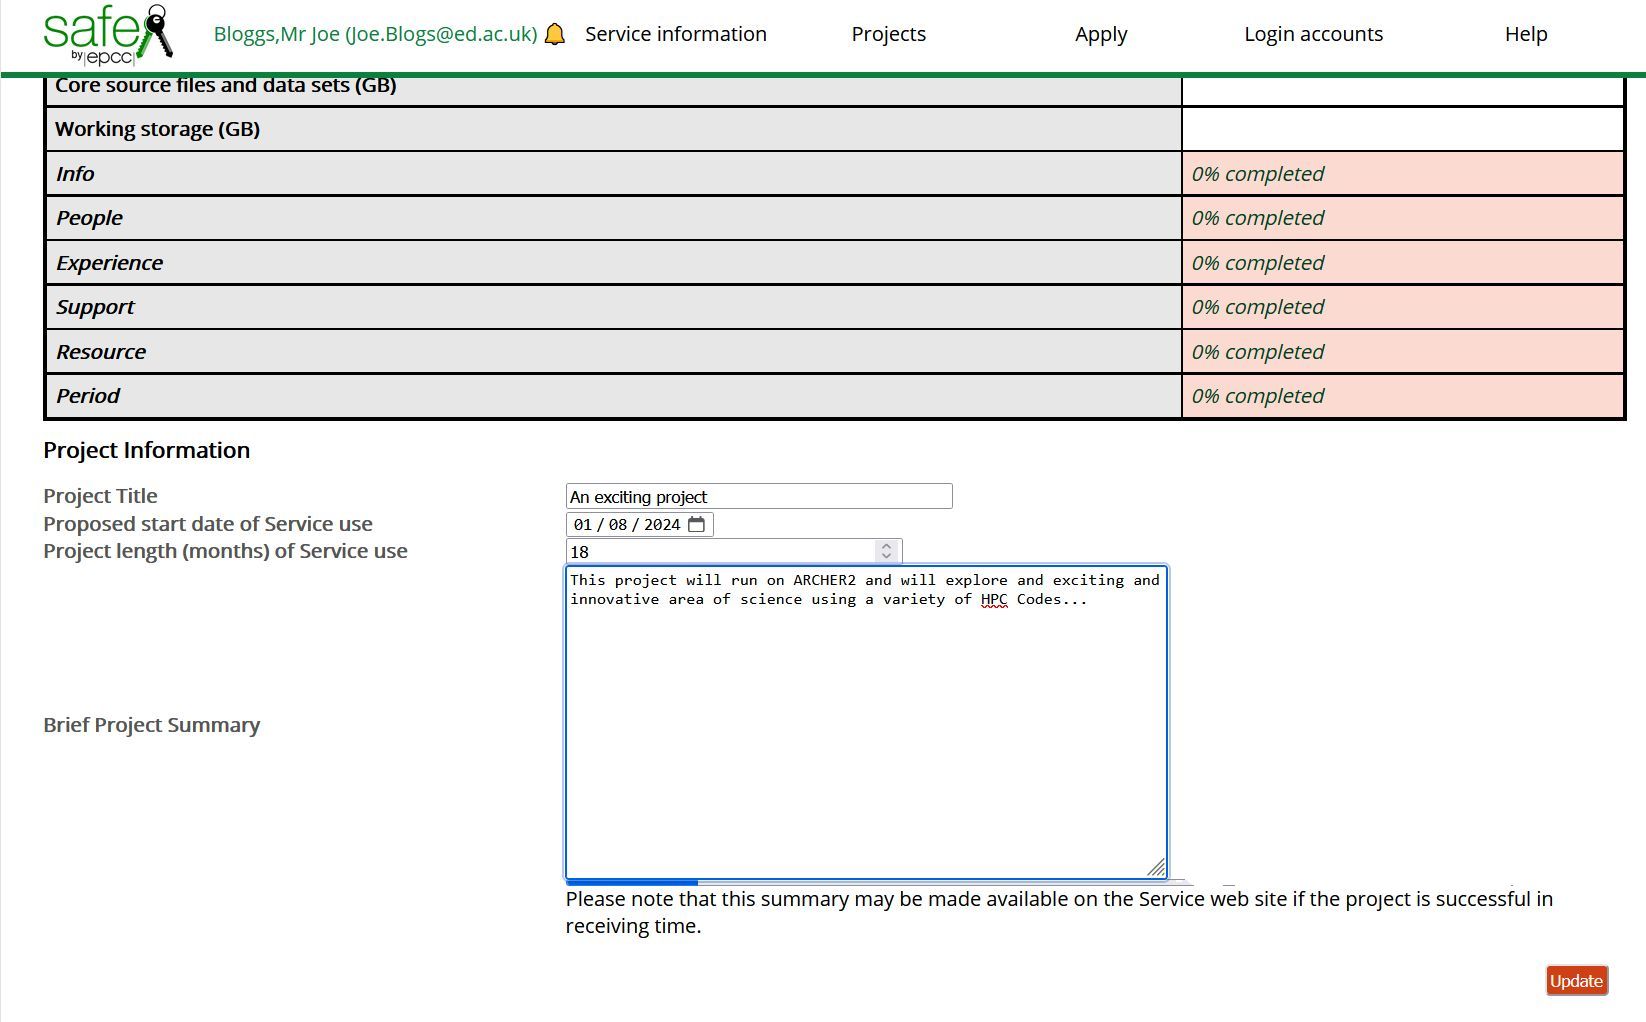 safe
by|epcc|
Bloggs,Mr Joe (Joe.Blogs@ed.ac.uk) Service information Projects Apply Login accounts Help
Core source files and data sets (GB)
Working storage (GB)
Info 0% completed
People 0% completed
Experience 0% completed
Support 0% completed
Resource 0% completed
Period 0% completed
Project Information
Project Title An exciting project
Proposed start date of Service use 01 / 08 / 2024
Project length (months) of Service use 18
This project will run on ARCHER2 and will explore and exciting and
innovative area of science using a variety of HPC Codes...
Brief Project Summary
Please note that this summary may be made available on the Service web site if the project is successful in
receiving time.
Update